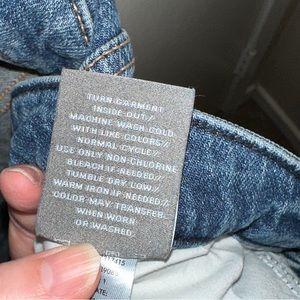 TURN GARMENT
INSIDE OUT//
MACHINE WASH COLD
WITH LIKE COLORS//
NORMAL CYCLE//
USE ONLY NON-CHLORINE
BLEACH IF NEEDED//
TUMBLE DRY LOW//
WARM IRON IF NEEDED//
COLOR MAY TRANSFER
WHEN WORN
OR WASHED.